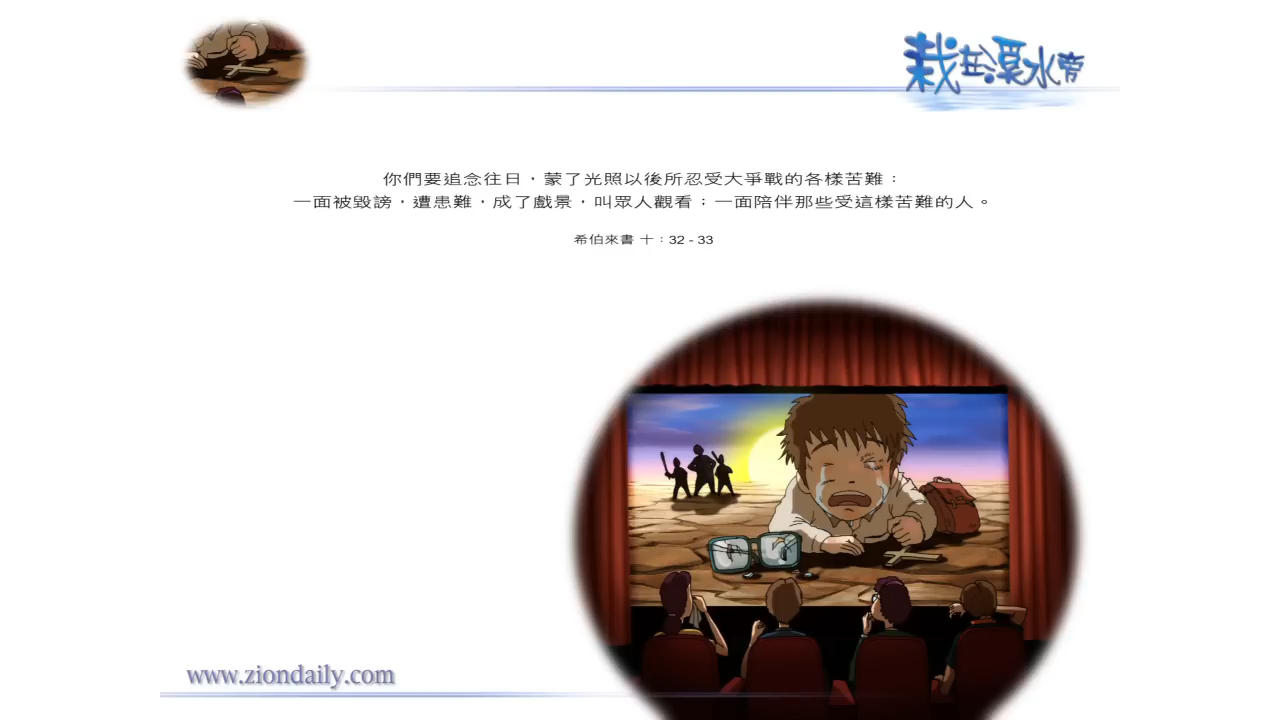 栽在溪水旁
你們要追念往日，蒙了光照以後所忍受大爭戰的各樣苦難：
一面被毀謗，遭患難，成了戲景，叫眾人觀看；一面陪伴那些受這樣苦難的人。
希伯來書 十：32 - 33
www.ziondaily.com